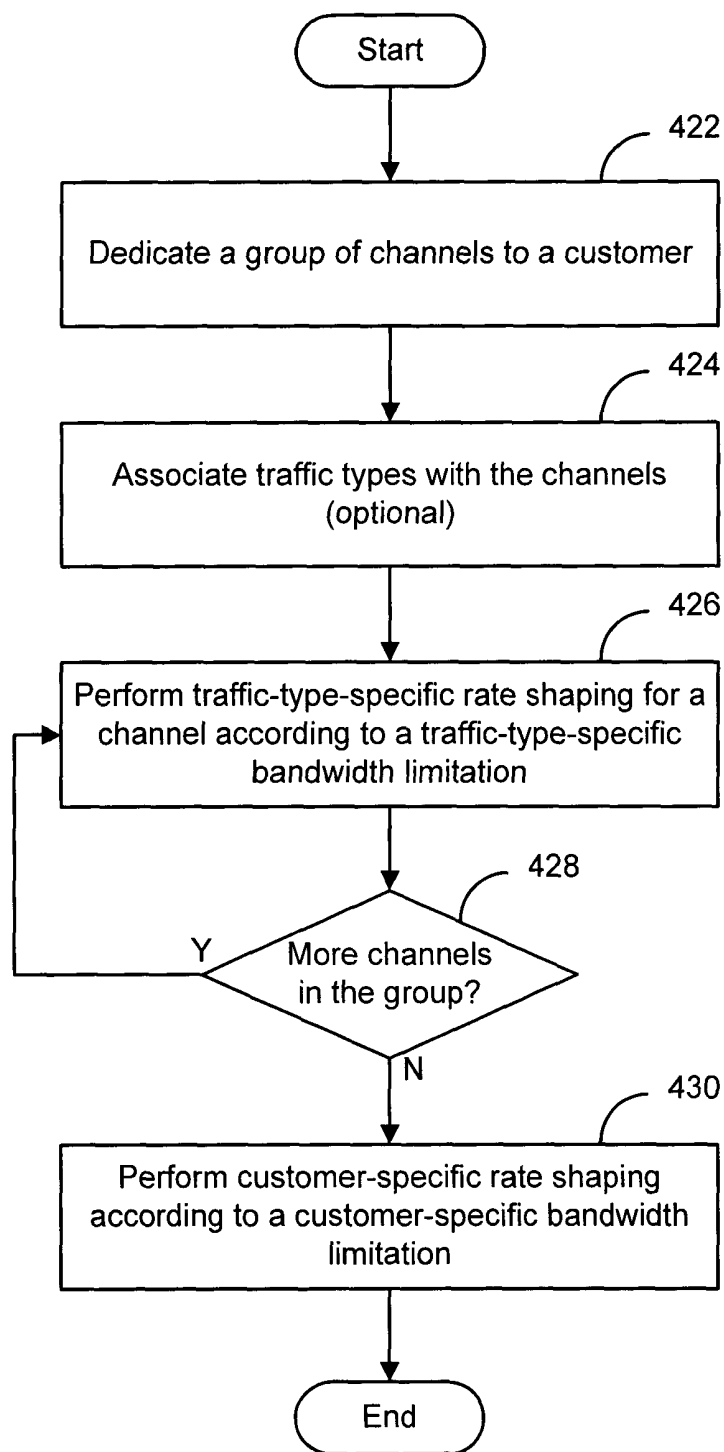 Start
422
Dedicate a group of channels to a customer
424
Associate traffic types with the channels
(optional)
426
Perform traffic-type-specific rate shaping for a
channel according to a traffic-type-specific
bandwidth limitation
428
Y
More channels
in the group?
N
430
Perform customer-specific rate shaping
according to a customer-specific bandwidth
limitation
End